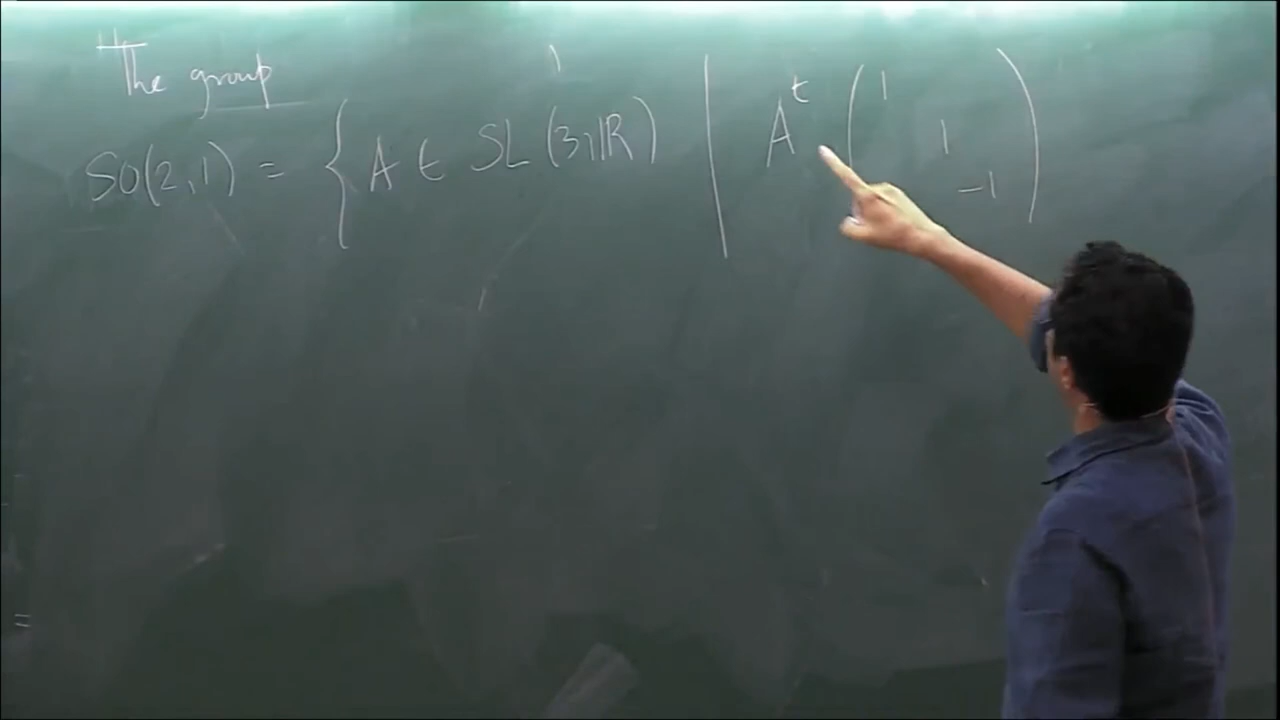 The group
SO(2,1) = { A ∈ SL(3,ℝ) | A^t ( 1
1
-1 )
=